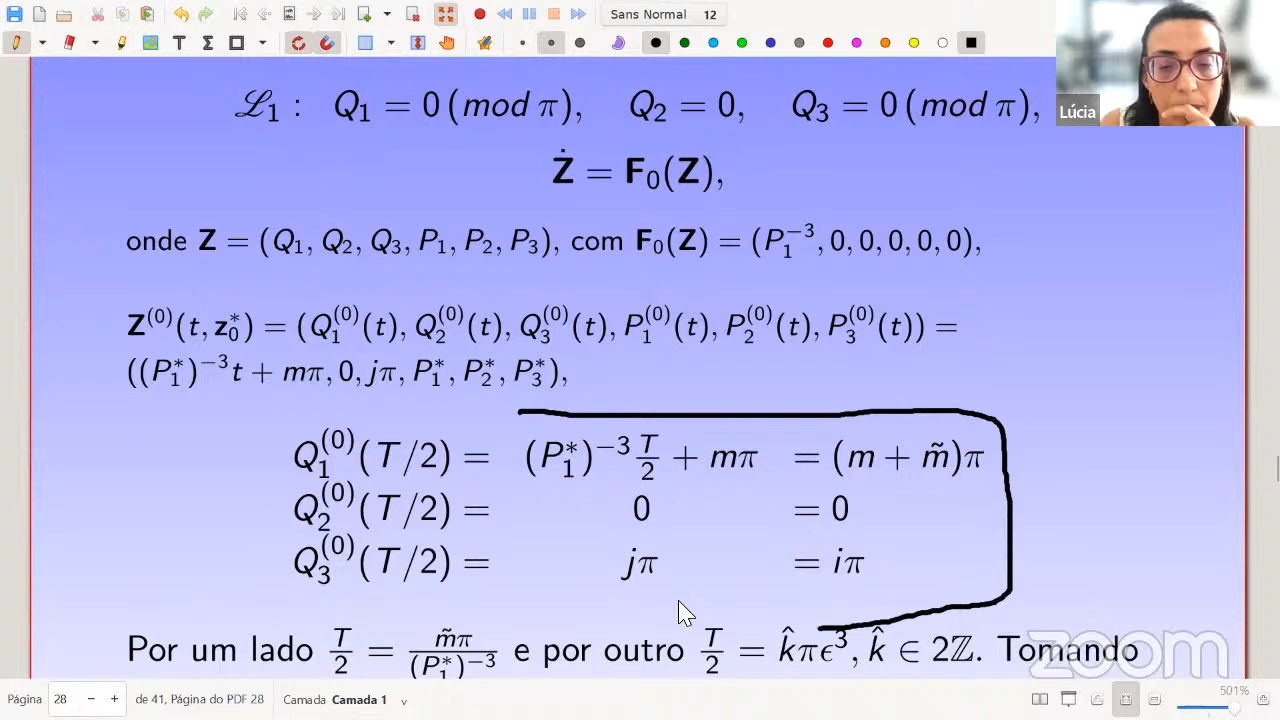 Sans Normal 12
ℒ₁ : Q₁ = 0 (mod π), Q₂ = 0, Q₃ = 0 (mod π),
Lúcia
Ż = F₀(Z),
onde Z = (Q₁, Q₂, Q₃, P₁, P₂, P₃), com F₀(Z) = (P₁⁻³, 0, 0, 0, 0, 0),
Z⁽⁰⁾(t, z₀*) = (Q₁⁽⁰⁾(t), Q₂⁽⁰⁾(t), Q₃⁽⁰⁾(t), P₁⁽⁰⁾(t), P₂⁽⁰⁾(t), P₃⁽⁰⁾(t)) =
((P₁*)⁻³t + mπ, 0, jπ, P₁*, P₂*, P₃*),
Q₁⁽⁰⁾(T/2) = (P₁*)⁻³ T/2 + mπ = (m + m̃)π
Q₂⁽⁰⁾(T/2) = 0 = 0
Q₃⁽⁰⁾(T/2) = jπ = iπ
Por um lado T/2 = m̃π/(P₁*)⁻³ e por outro T/2 = k̂πϵ³, k̂ ∈ 2ℤ. Tomando
zoom
Página 28 − + de 41, Página do PDF 28 Camada Camada 1 501%